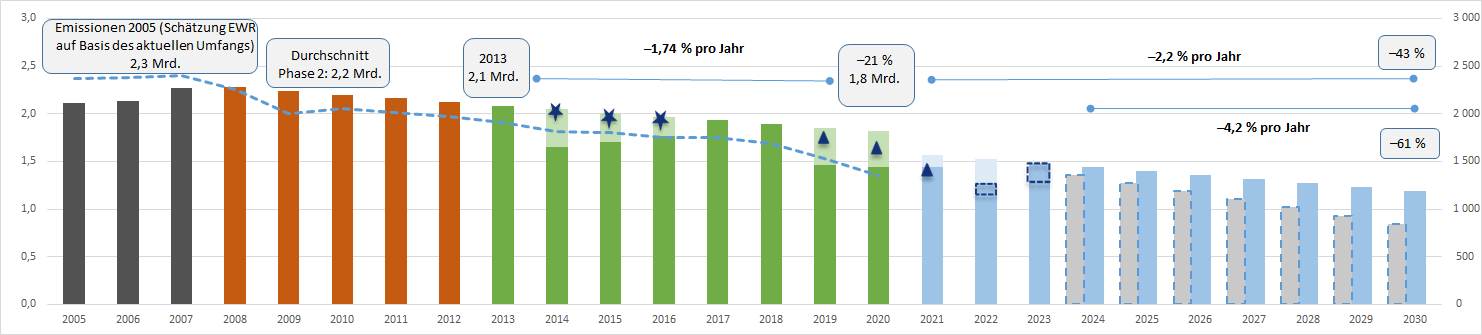 3,0
2,5
2,0
1,5
1,0
0,5
0,0
Emissionen 2005 (Schätzung EWR
auf Basis des aktuellen Umfangs)
2,3 Mrd.
Durchschnitt
Phase 2: 2,2 Mrd.
2013
2,1 Mrd.
–1,74 % pro Jahr
–21 %
1,8 Mrd.
–2,2 % pro Jahr
–43 %
–4,2 % pro Jahr
–61 %
3 000
2 500
2 000
1 500
1 000
500
0
2005 2006 2007 2008 2009 2010 2011 2012 2013 2014 2015 2016 2017 2018 2019 2020 2021 2022 2023 2024 2025 2026 2027 2028 2029 2030